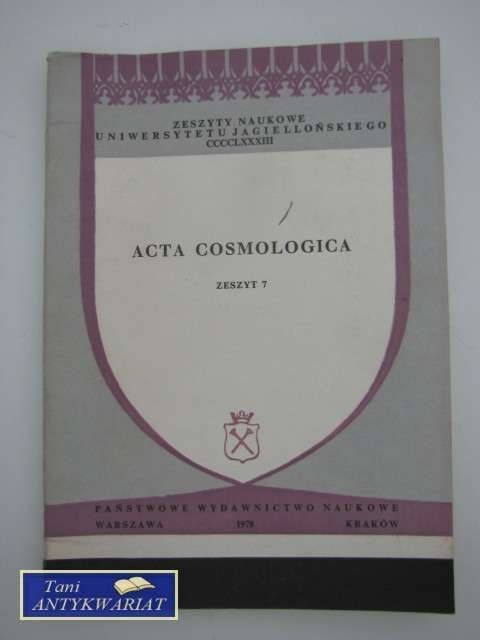 ZESZYTY NAUKOWE
UNIWERSYTETU JAGIELLOŃSKIEGO
CCCCLXXXIII
ACTA COSMOLOGICA
ZESZYT 7
PAŃSTWOWE WYDAWNICTWO NAUKOWE
WARSZAWA 1978 KRAKÓW
Tani
ANTYKWARIAT